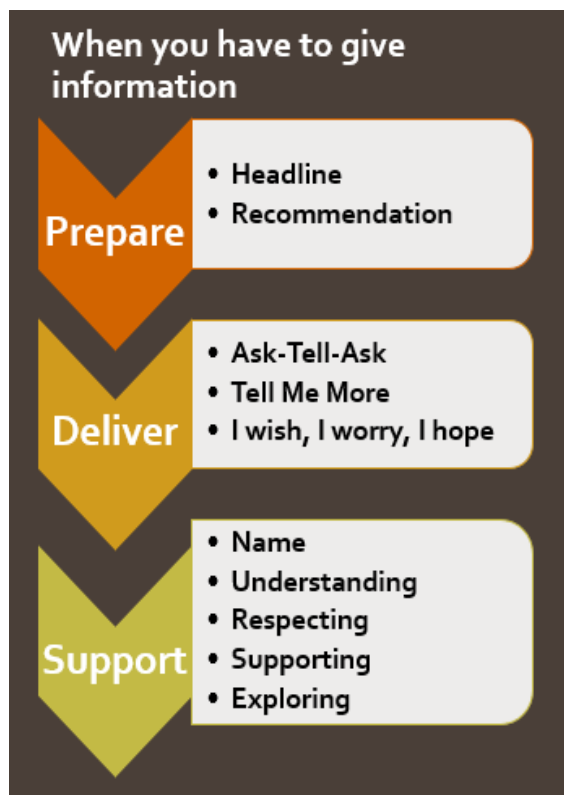 When you have to give
information
Prepare
• Headline
• Recommendation
Deliver
• Ask-Tell-Ask
• Tell Me More
• I wish, I worry, I hope
Support
• Name
• Understanding
• Respecting
• Supporting
• Exploring